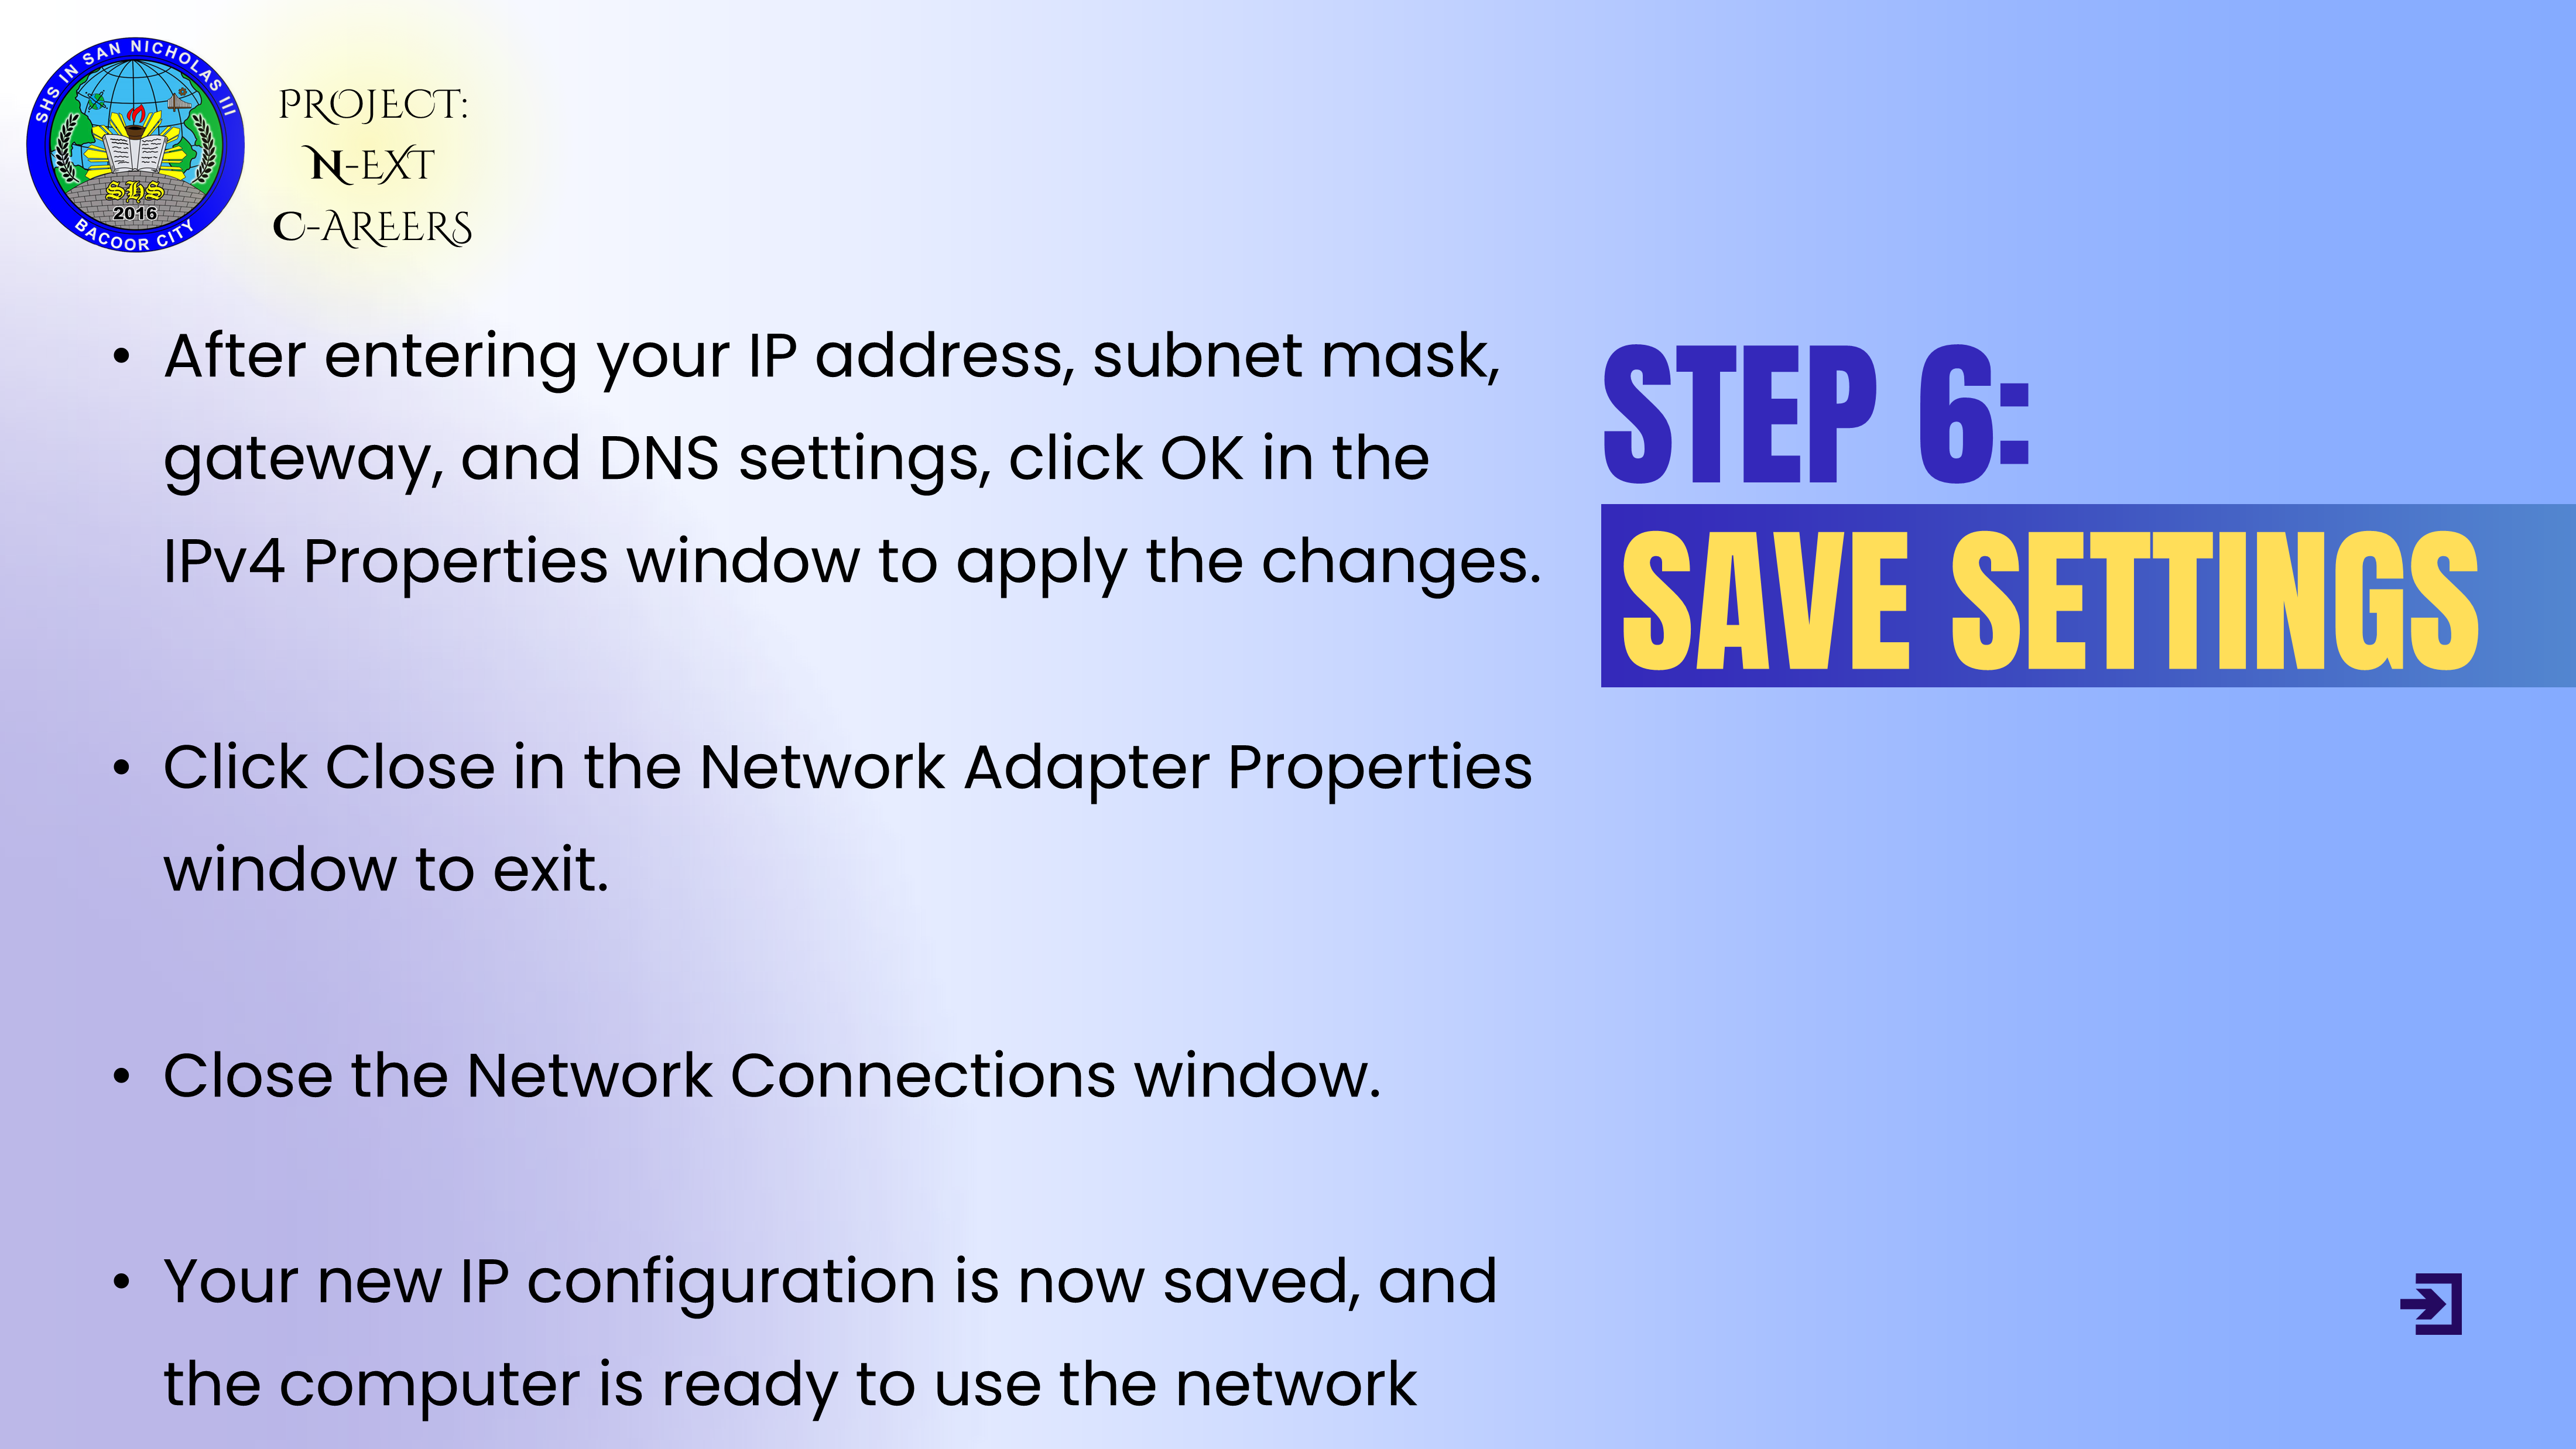 SHS IN SAN NICHOLAS III
SHS
2016
BACOOR CITY
PROJECT:
N-EXT
C-AREERS
• After entering your IP address, subnet mask,
gateway, and DNS settings, click OK in the
IPv4 Properties window to apply the changes.
• Click Close in the Network Adapter Properties
window to exit.
• Close the Network Connections window.
• Your new IP configuration is now saved, and
the computer is ready to use the network
STEP 6:
SAVE SETTINGS